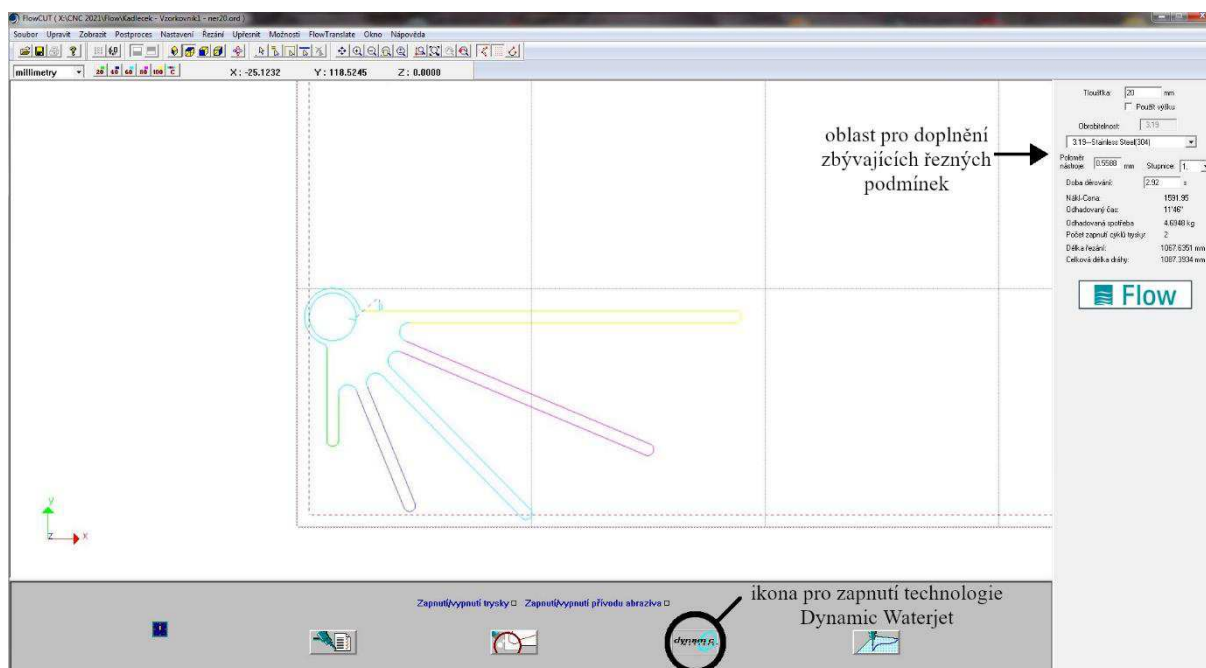 FlowCUT ( X:\CNC 2021\Flow\Kadlecek - Vzorkovnik1 - ner20.ord )
Soubor Upravit Zobrazit Postproces Nastavení Řezání Upřesnit Možnosti FlowTranslate Okno Nápověda
millimetry 20 40 60 80 100 C X : -25.1232 Y : 118.5245 Z : 0.0000
Tloušťka: 20 mm
Použít výšku
Obrobitelnost: 3.19
3.19--Stainless Steel(304)
Poloměr nástroje: 0.5588 mm Stupnice: 1.
Doba děrování: 2.92 s
Nákl-Cena: 1591.95
Odhadovaný čas: 11'46"
Odhadovaná spotřeba 4.6948 kg
Počet zapnutí cyklů trysky: 2
Délka řezání: 1067.6351 mm
Celková délka dráhy: 1087.3934 mm
Flow
oblast pro doplnění
zbývajících řezných
podmínek
y
z x
Zapnutí/vypnutí trysky Zapnutí/vypnutí přívodu abraziva
ikona pro zapnutí technologie
Dynamic Waterjet